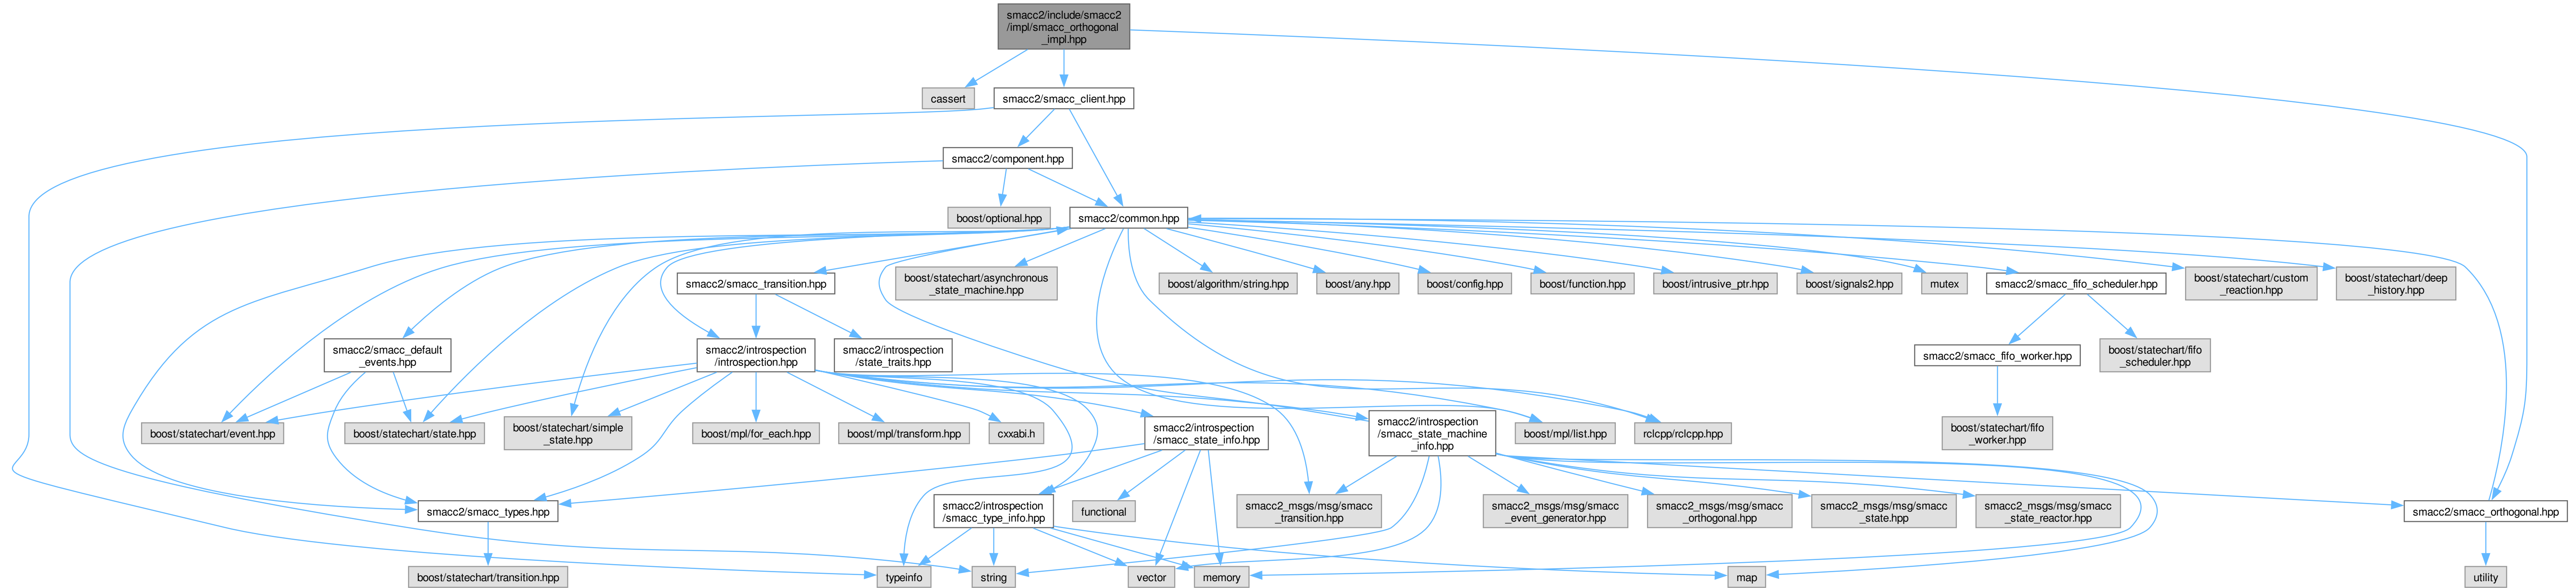 smacc2/include/smacc2
/impl/smacc_orthogonal
_impl.hpp
cassert
smacc2/smacc_client.hpp
smacc2/component.hpp
boost/optional.hpp
smacc2/common.hpp
smacc2/smacc_transition.hpp
boost/statechart/asynchronous
_state_machine.hpp
boost/algorithm/string.hpp
boost/any.hpp
boost/config.hpp
boost/function.hpp
boost/intrusive_ptr.hpp
boost/signals2.hpp
mutex
smacc2/smacc_fifo_scheduler.hpp
boost/statechart/custom
_reaction.hpp
boost/statechart/deep
_history.hpp
smacc2/smacc_default
_events.hpp
smacc2/introspection
/introspection.hpp
smacc2/introspection
/state_traits.hpp
smacc2/smacc_fifo_worker.hpp
boost/statechart/fifo
_scheduler.hpp
boost/statechart/event.hpp
boost/statechart/state.hpp
boost/statechart/simple
_state.hpp
boost/mpl/for_each.hpp
boost/mpl/transform.hpp
cxxabi.h
smacc2/introspection
/smacc_state_info.hpp
smacc2/introspection
/smacc_state_machine
_info.hpp
boost/mpl/list.hpp
rclcpp/rclcpp.hpp
boost/statechart/fifo
_worker.hpp
smacc2/smacc_types.hpp
smacc2/introspection
/smacc_type_info.hpp
functional
smacc2_msgs/msg/smacc
_transition.hpp
smacc2_msgs/msg/smacc
_event_generator.hpp
smacc2_msgs/msg/smacc
_orthogonal.hpp
smacc2_msgs/msg/smacc
_state.hpp
smacc2_msgs/msg/smacc
_state_reactor.hpp
smacc2/smacc_orthogonal.hpp
boost/statechart/transition.hpp
typeinfo
string
vector
memory
map
utility